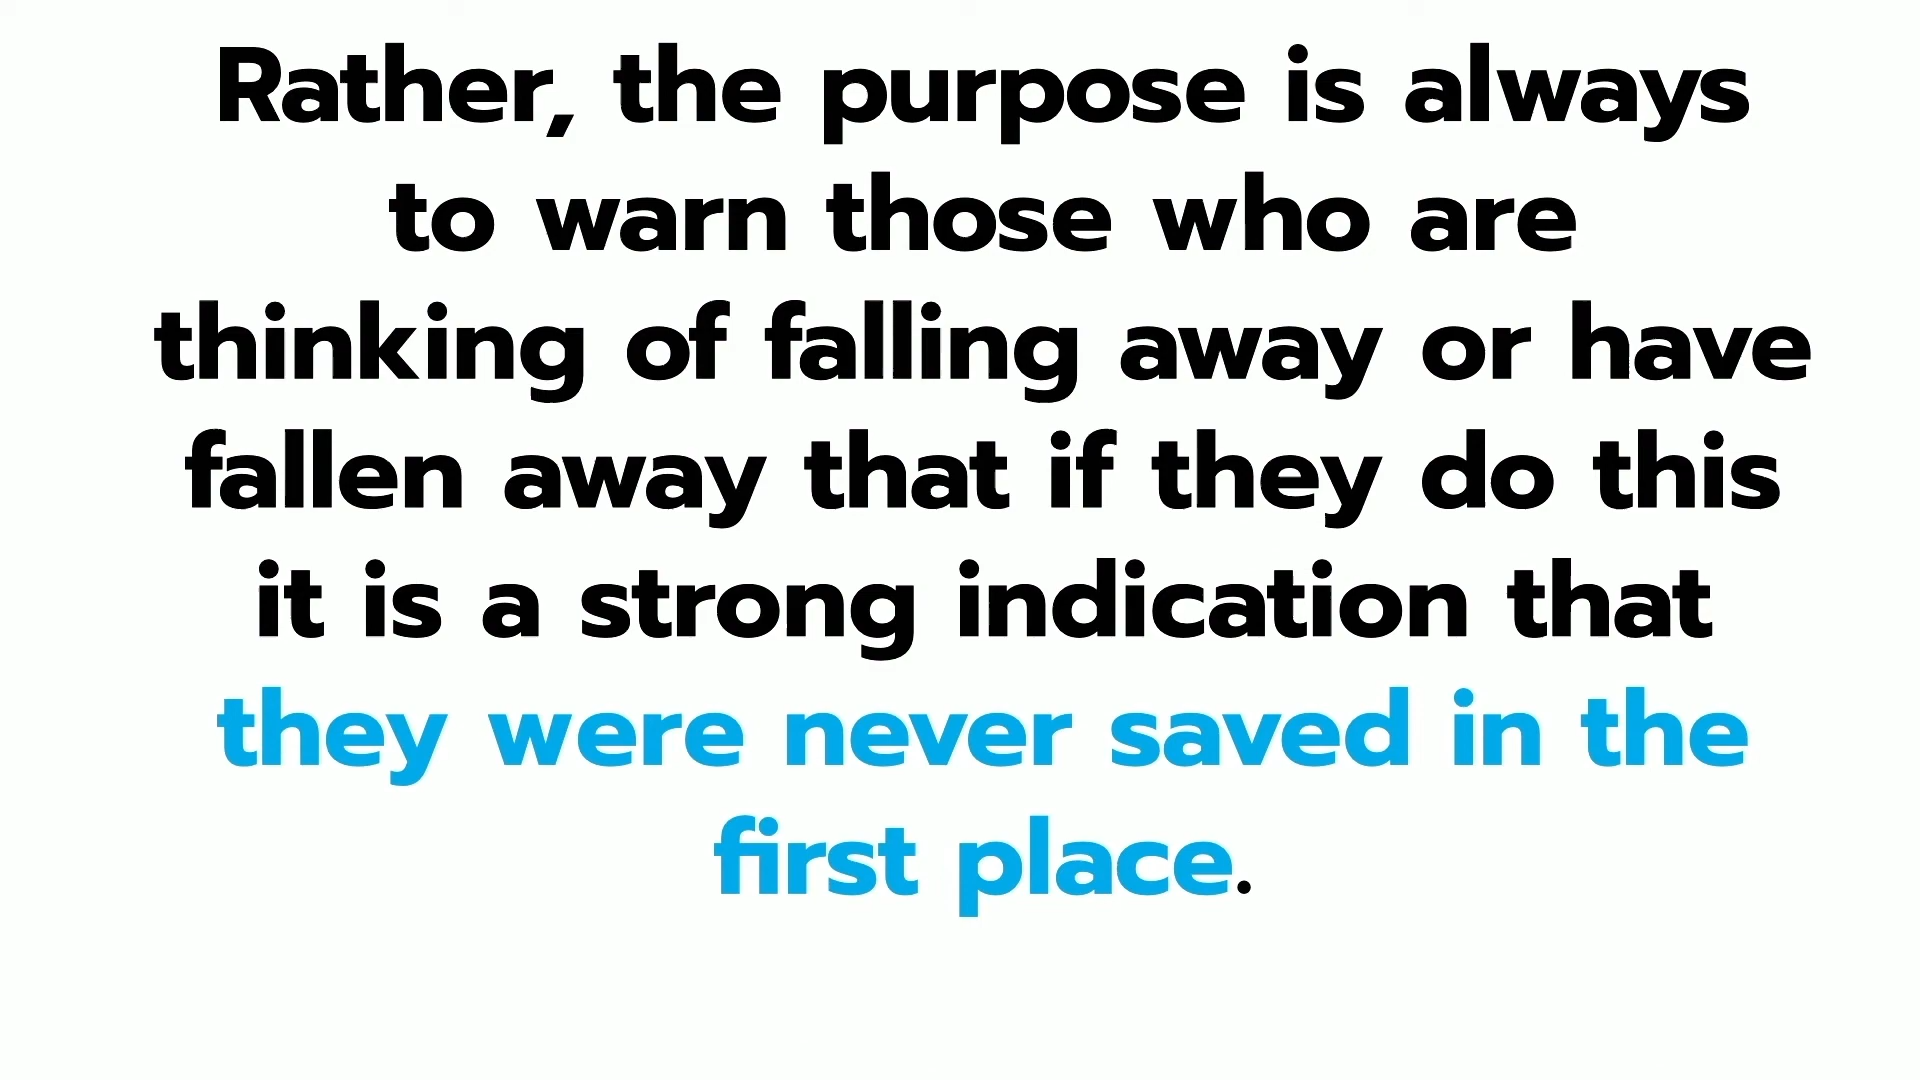 Rather, the purpose is always
to warn those who are
thinking of falling away or have
fallen away that if they do this
it is a strong indication that
they were never saved in the
first place.